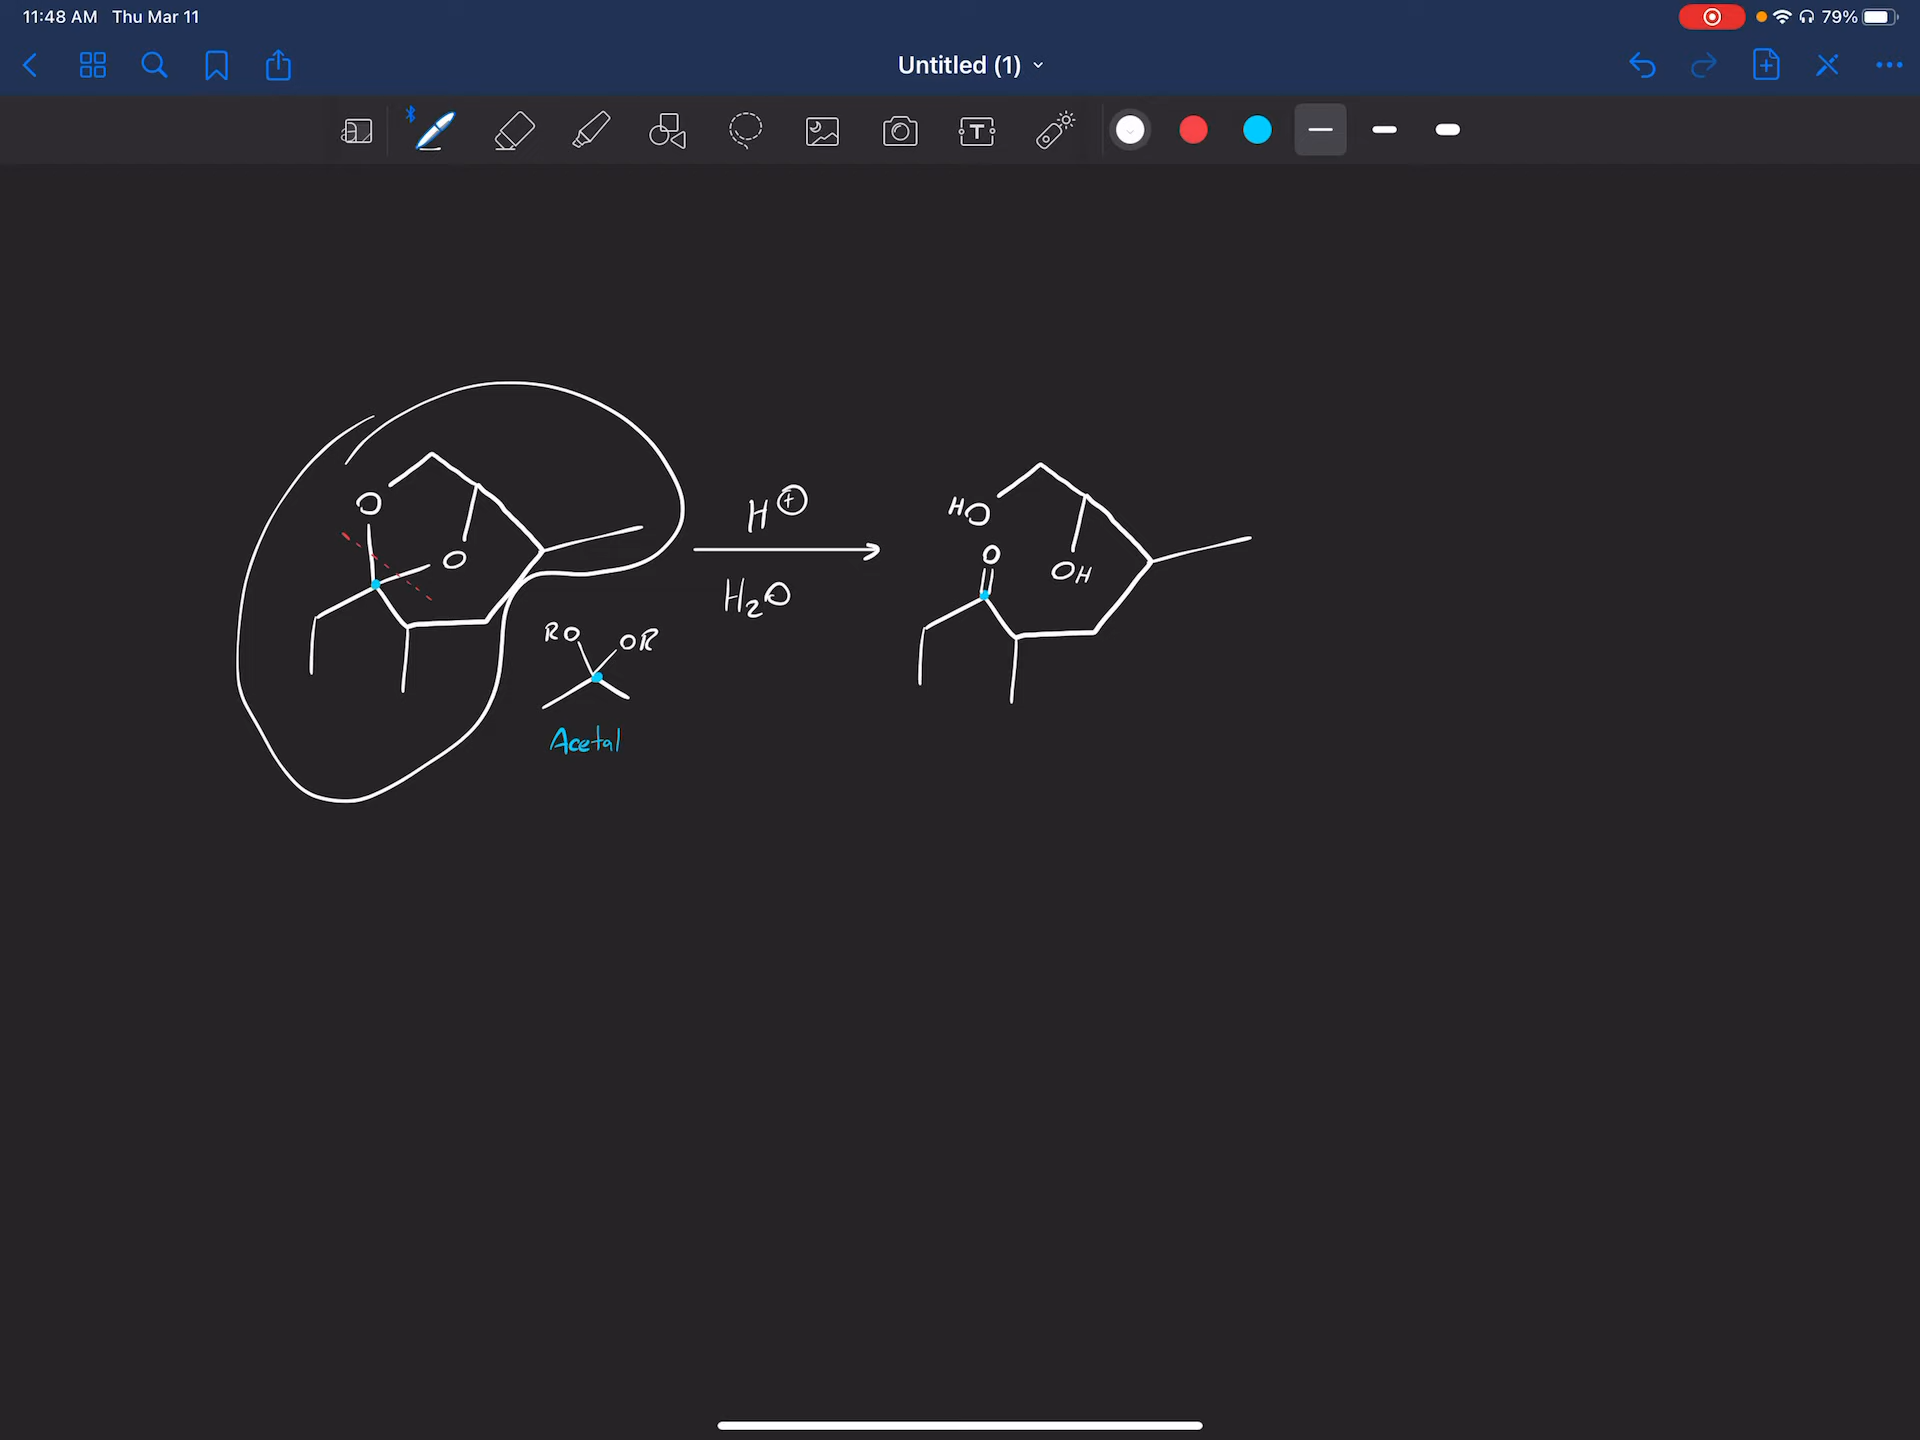 11:48 AM Thu Mar 11
79%
Untitled (1)
T
O
O
H⊕
H₂O
RO OR
Acetal
HO
O
OH